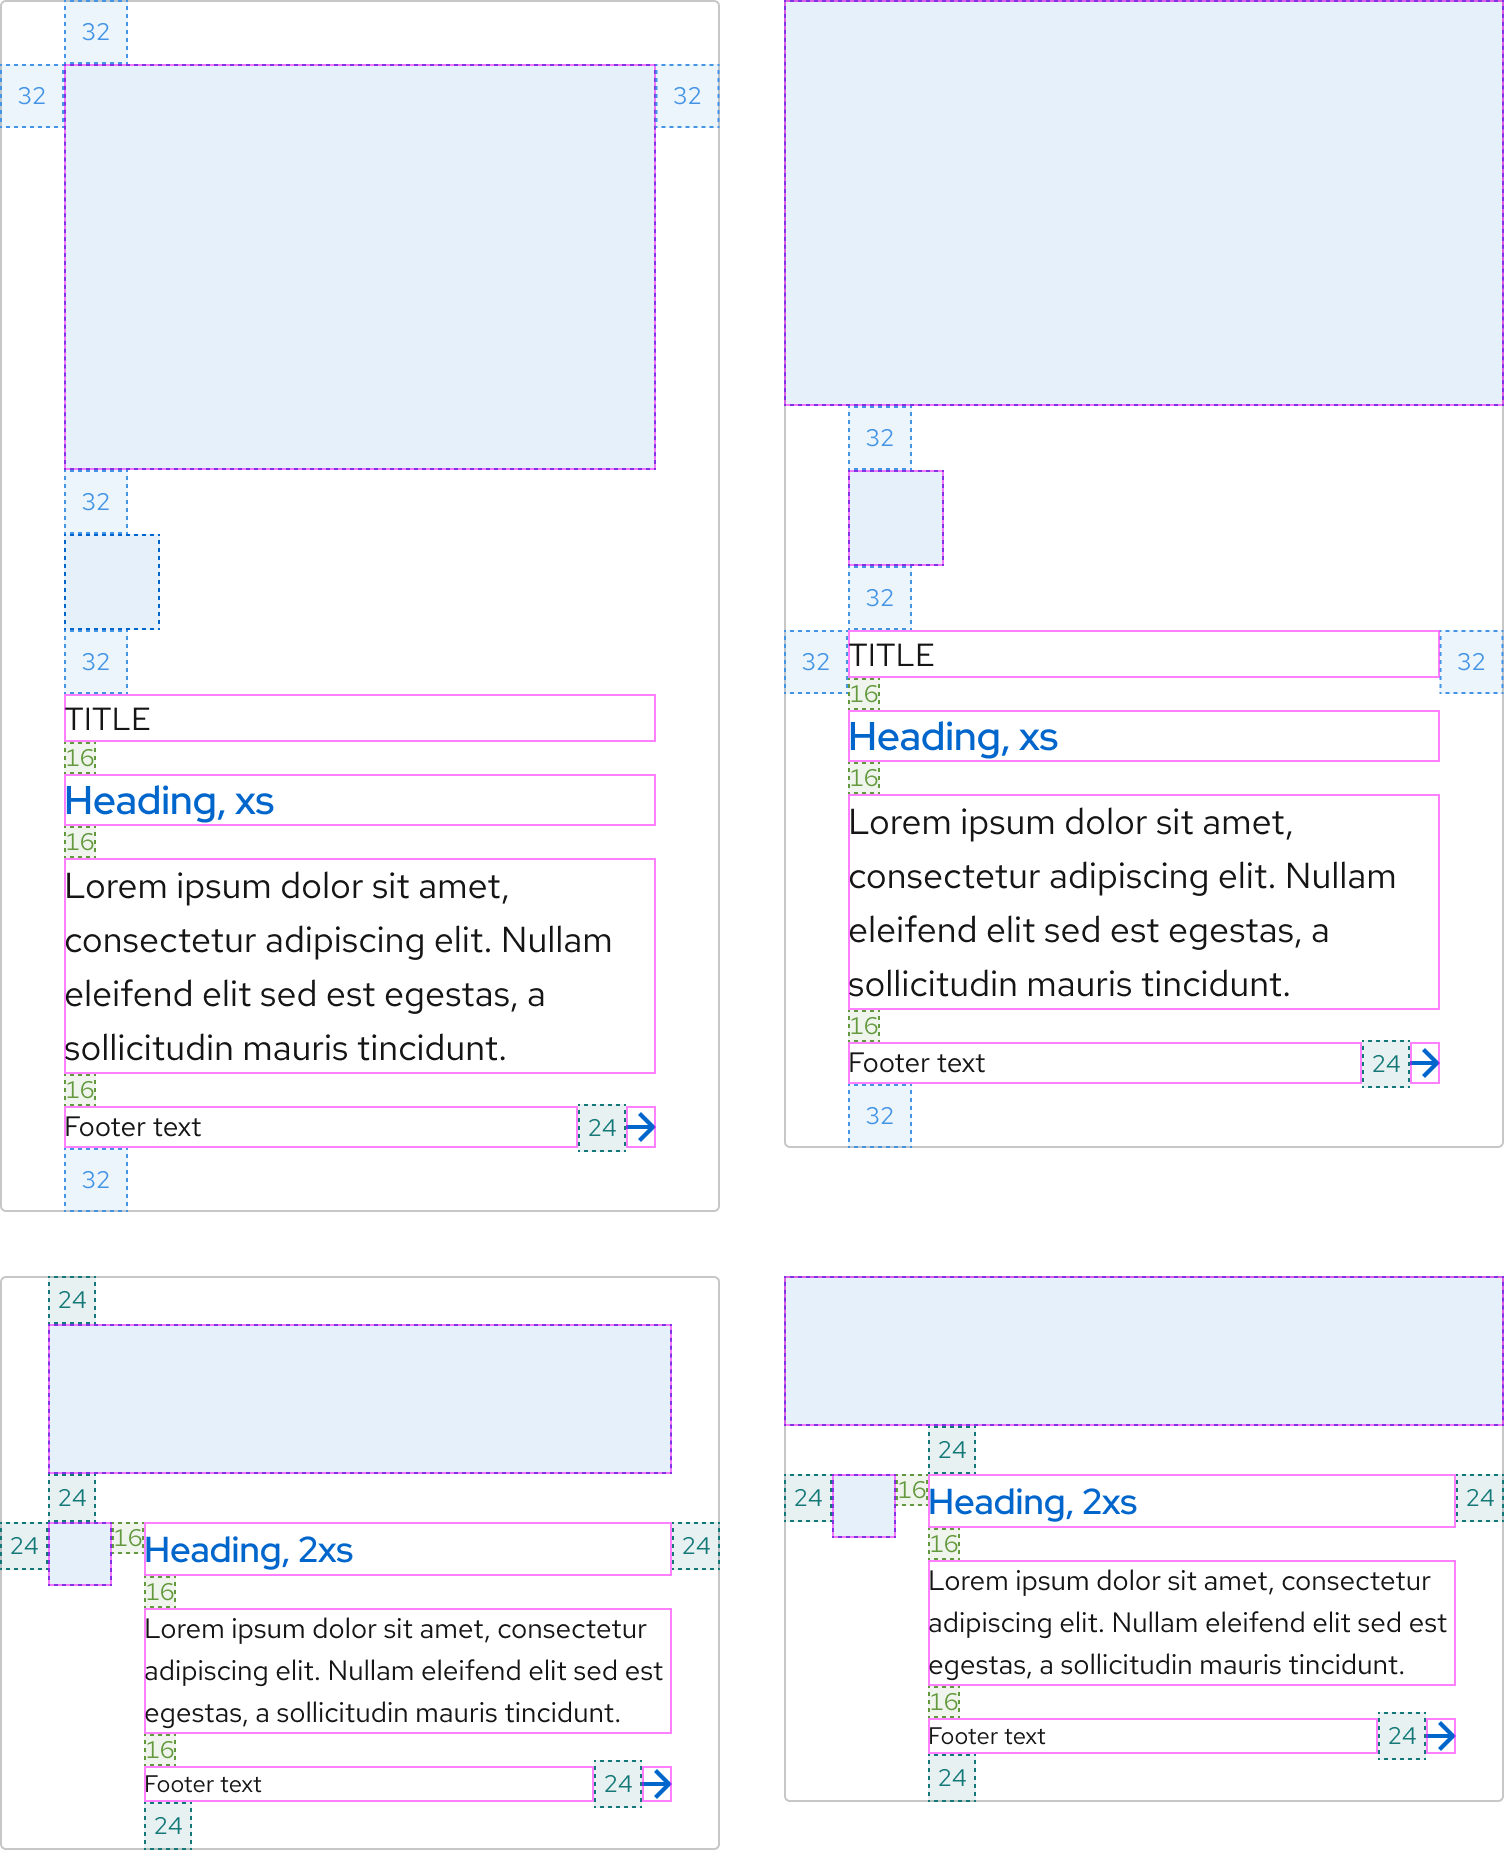 32
32
32
32
32
TITLE
16
Heading, xs
16
Lorem ipsum dolor sit amet,
consectetur adipiscing elit. Nullam
eleifend elit sed est egestas, a
sollicitudin mauris tincidunt.
16
Footer text 24
32
32
32
32 TITLE 32
16
Heading, xs
16
Lorem ipsum dolor sit amet,
consectetur adipiscing elit. Nullam
eleifend elit sed est egestas, a
sollicitudin mauris tincidunt.
16
Footer text 24
32
24
24
24 16 Heading, 2xs 24
16
Lorem ipsum dolor sit amet, consectetur
adipiscing elit. Nullam eleifend elit sed est
egestas, a sollicitudin mauris tincidunt.
16
Footer text 24
24
24
24 16 Heading, 2xs 24
16
Lorem ipsum dolor sit amet, consectetur
adipiscing elit. Nullam eleifend elit sed est
egestas, a sollicitudin mauris tincidunt.
16
Footer text 24
24